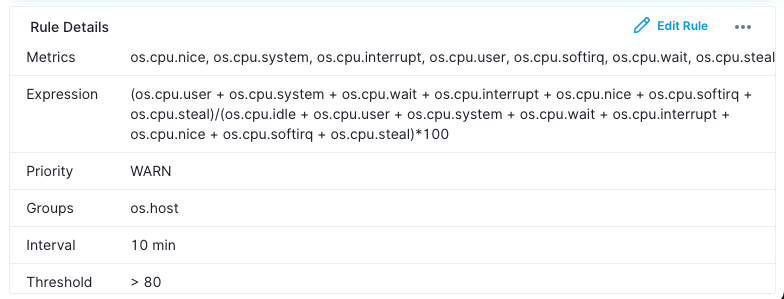 Rule Details
Edit Rule
Metrics os.cpu.nice, os.cpu.system, os.cpu.interrupt, os.cpu.user, os.cpu.softirq, os.cpu.wait, os.cpu.steal
Expression (os.cpu.user + os.cpu.system + os.cpu.wait + os.cpu.interrupt + os.cpu.nice + os.cpu.softirq +
os.cpu.steal)/(os.cpu.idle + os.cpu.user + os.cpu.system + os.cpu.wait + os.cpu.interrupt +
os.cpu.nice + os.cpu.softirq + os.cpu.steal)*100
Priority WARN
Groups os.host
Interval 10 min
Threshold > 80